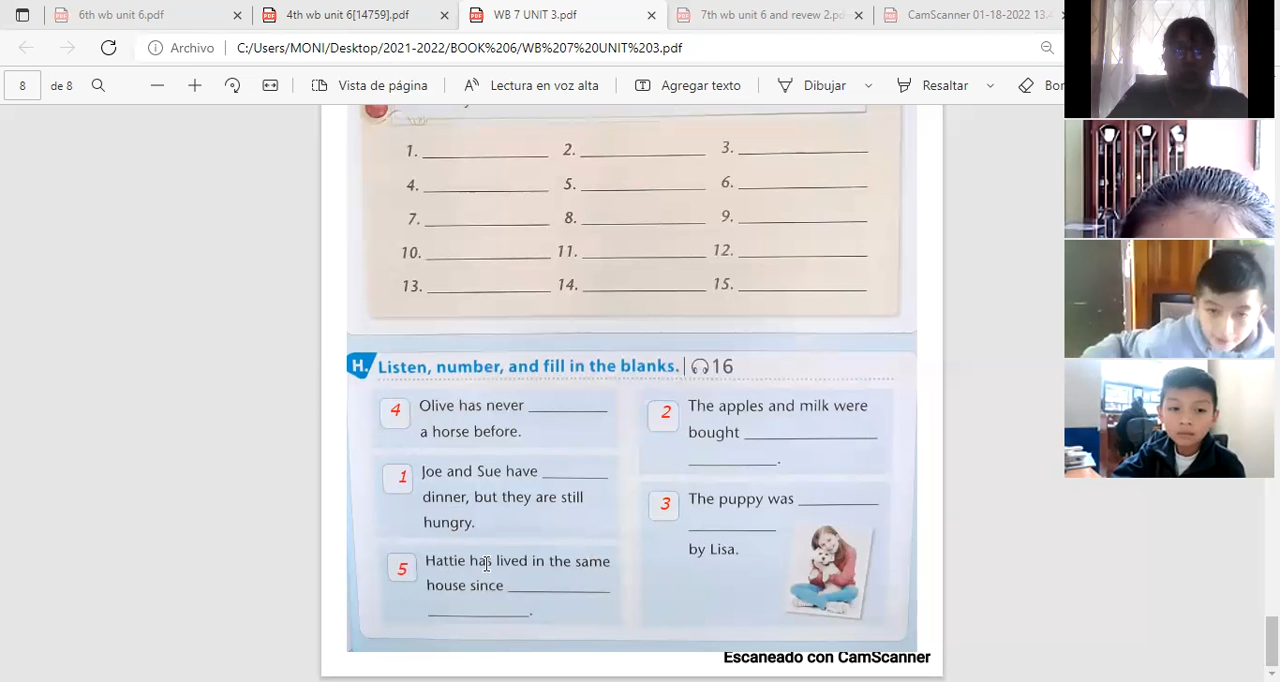 6th wb unit 6.pdf
4th wb unit 6[14759].pdf
WB 7 UNIT 3.pdf
7th wb unit 6 and revew 2.pd
CamScanner 01-18-2022 13.4
Archivo
C:/Users/MONI/Desktop/2021-2022/BOOK%206/WB%207%20UNIT%203.pdf
8 de 8
Vista de página
Lectura en voz alta
Agregar texto
Dibujar
Resaltar
Bor
1. 2. 3.
4. 5. 6.
7. 8. 9.
10. 11. 12.
13. 14. 15.
H. Listen, number, and fill in the blanks. 16
4 Olive has never
a horse before.
1 Joe and Sue have
dinner, but they are still
hungry.
5 Hattie has lived in the same
house since
.
2 The apples and milk were
bought
.
3 The puppy was
by Lisa.
Escaneado con CamScanner